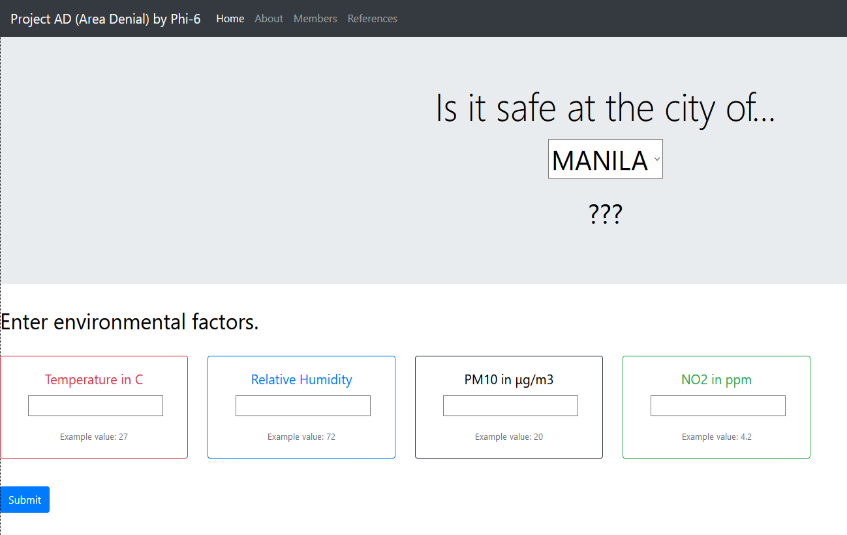 Project AD (Area Denial) by Phi-6 Home About Members References
Is it safe at the city of...
MANILA
???
Enter environmental factors.
Temperature in C
Example value: 27
Relative Humidity
Example value: 72
PM10 in µg/m3
Example value: 20
NO2 in ppm
Example value: 4.2
Submit